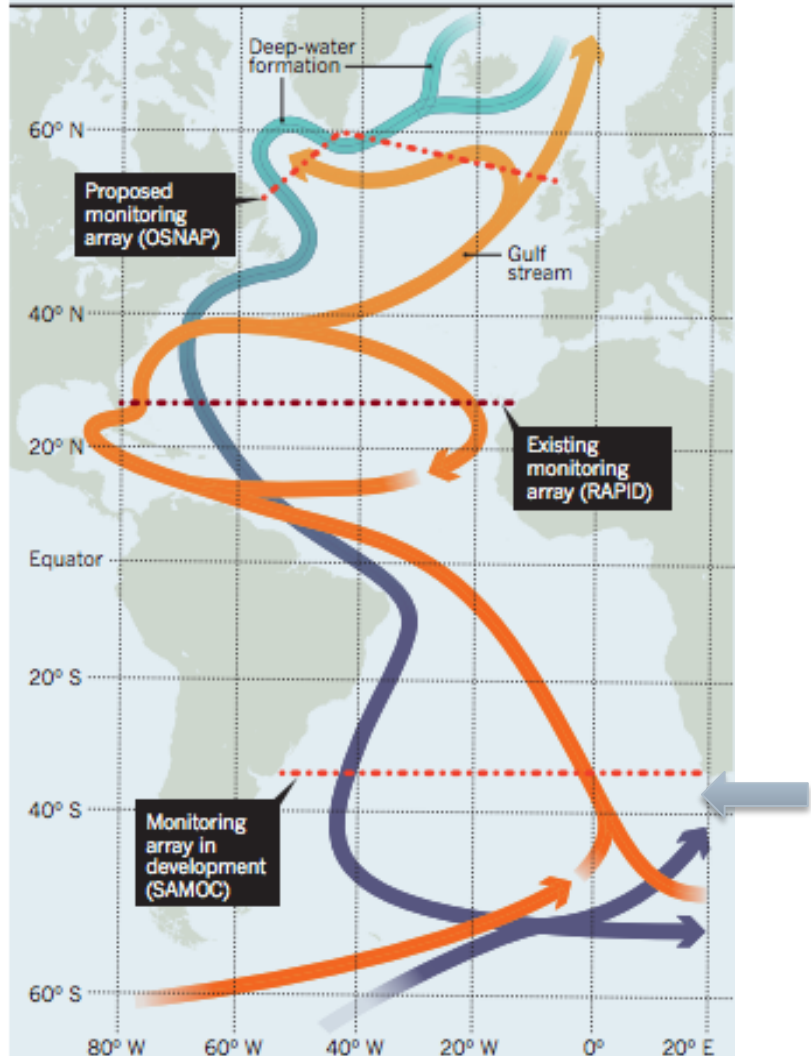 Deep-water
formation
60° N
Proposed
monitoring
array (OSNAP)
Gulf
stream
40° N
20° N
Existing
monitoring
array (RAPID)
Equator
20° S
40° S
Monitoring
array in
development
(SAMOC)
60° S
80° W 60° W 40° W 20° W 0° 20° E